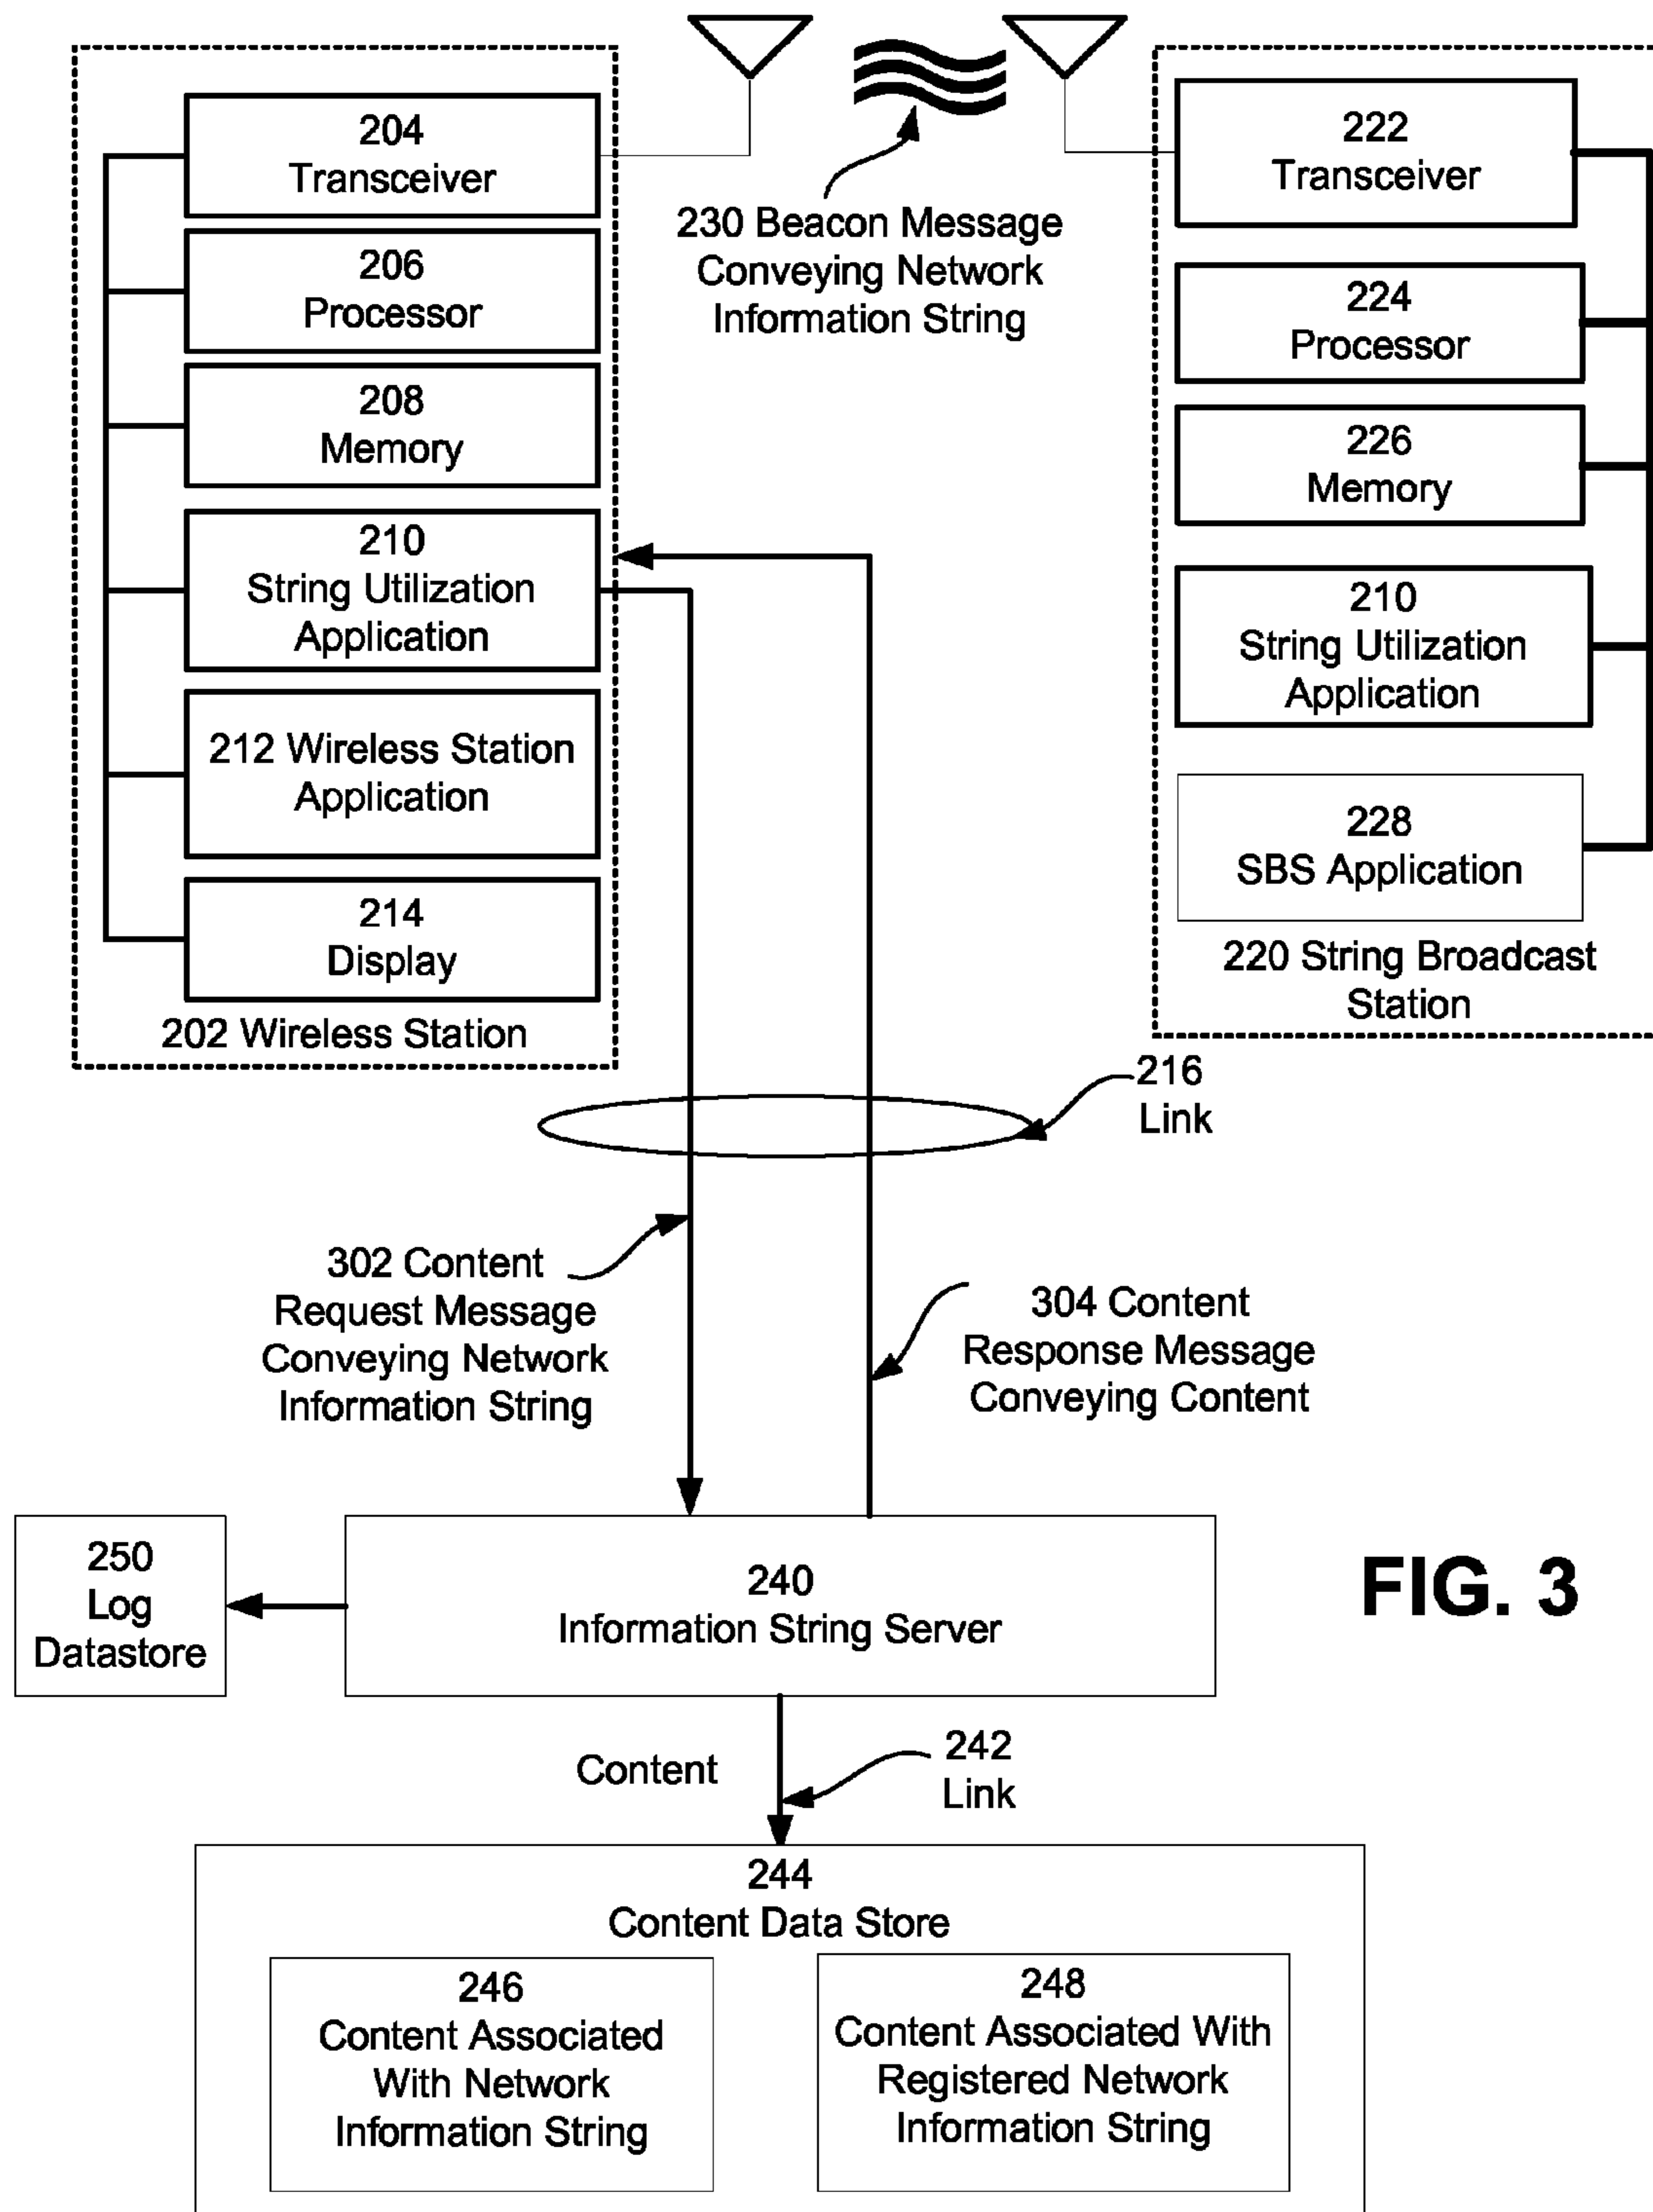 204
Transceiver
206
Processor
208
Memory
210
String Utilization
Application
212 Wireless Station
Application
214
Display
202 Wireless Station
230 Beacon Message
Conveying Network
Information String
222
Transceiver
224
Processor
226
Memory
210
String Utilization
Application
228
SBS Application
220 String Broadcast
Station
216
Link
302 Content
Request Message
Conveying Network
Information String
304 Content
Response Message
Conveying Content
250
Log
Datastore
240
Information String Server
FIG. 3
Content
242
Link
244
Content Data Store
246
Content Associated
With Network
Information String
248
Content Associated With
Registered Network
Information String